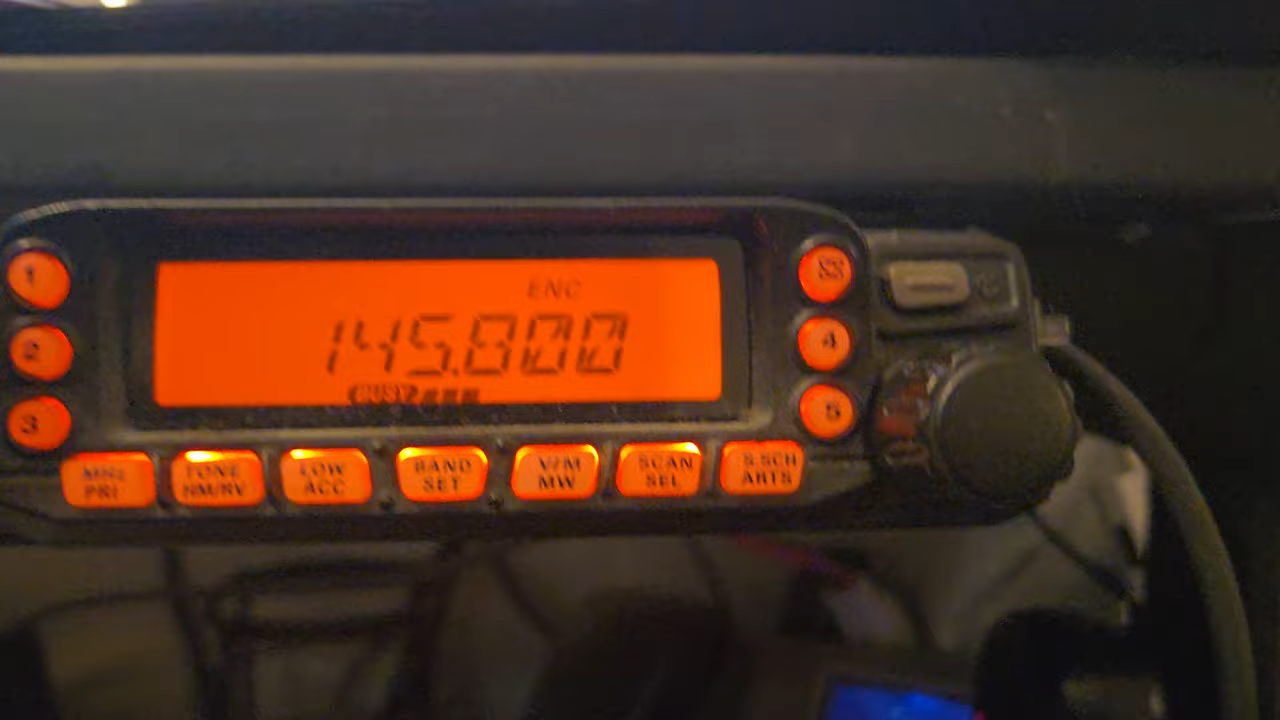 ENC
145.800
BUSY
1
2
3
4
5
MHz
PRI
TONE
NM/RV
LOW
ACC
BAND
SET
V/M
MW
SCAN
SEL
S.SCH
ARTS